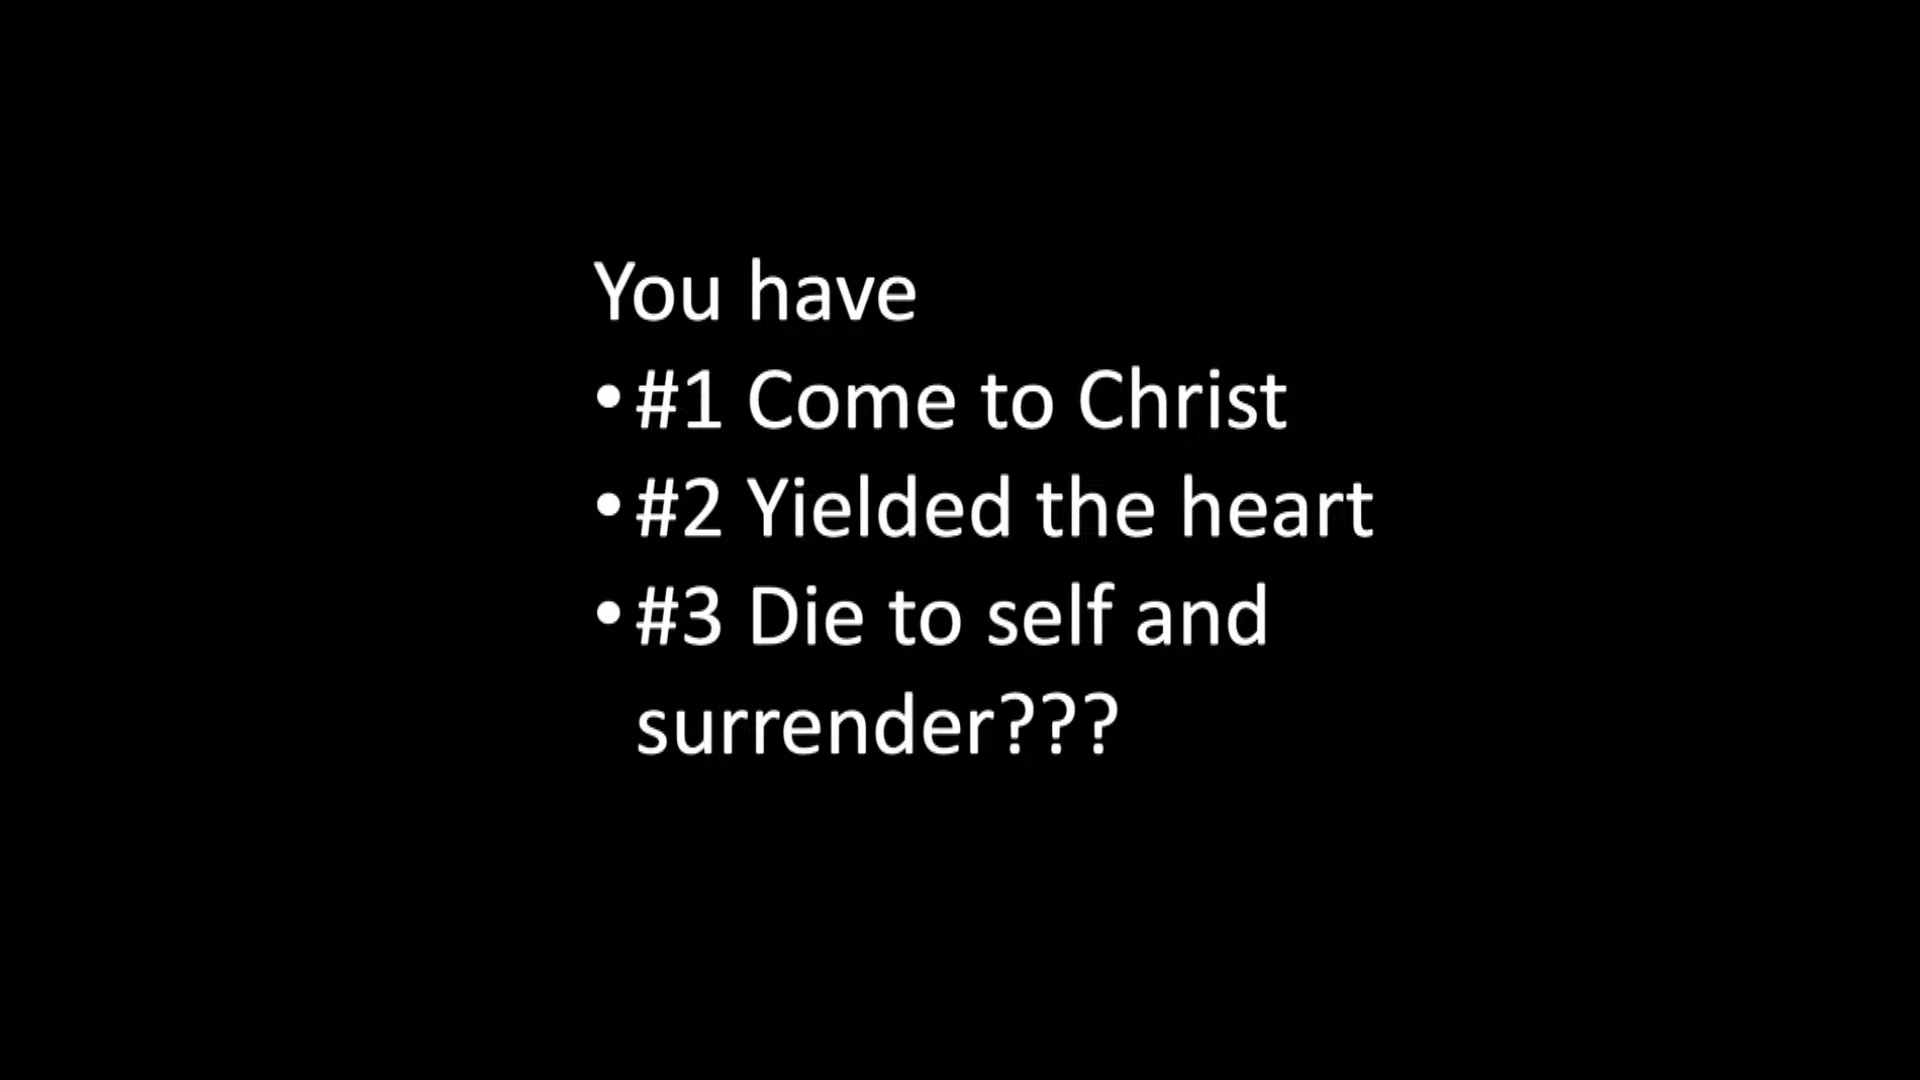 You have
•#1 Come to Christ
•#2 Yielded the heart
•#3 Die to self and
surrender???